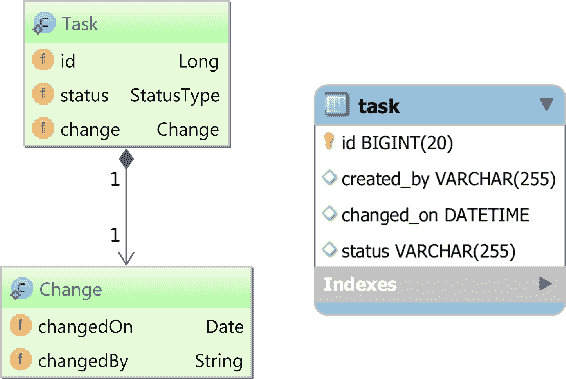 Task
id Long
status StatusType
change Change
1
1
Change
changedOn Date
changedBy String
task
id BIGINT(20)
created_by VARCHAR(255)
changed_on DATETIME
status VARCHAR(255)
Indexes